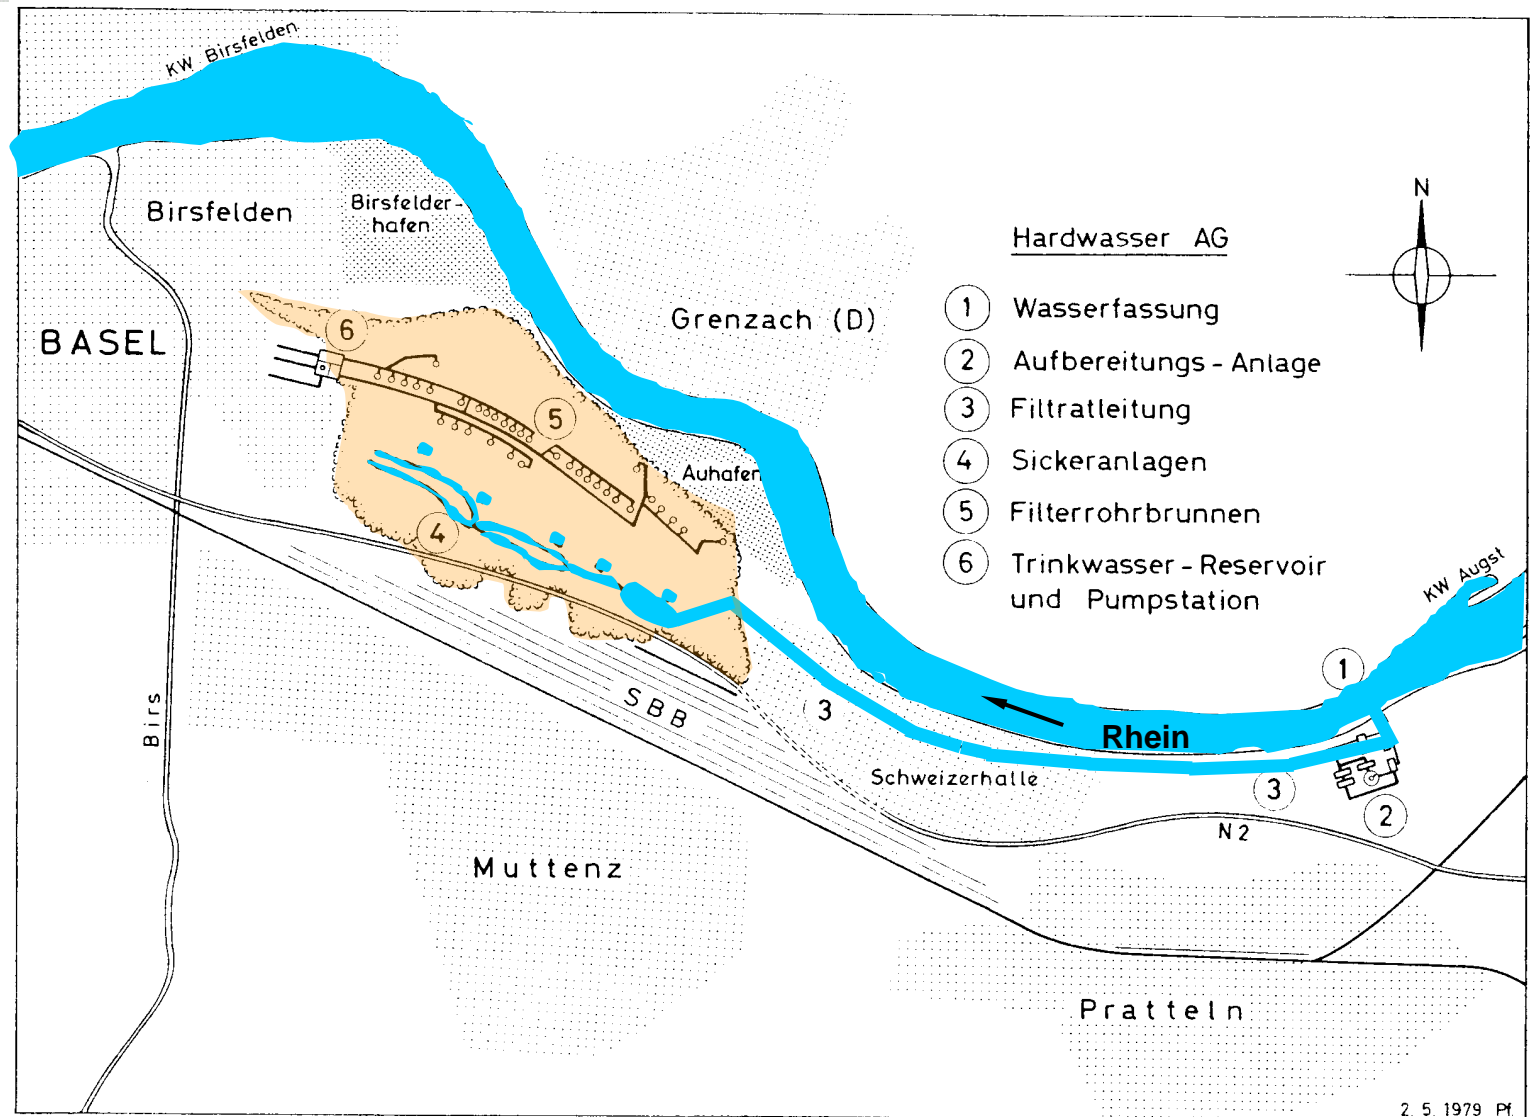 KW Birsfelden
Birsfelden
Birsfelder-
hafen
BASEL
Grenzach (D)
Auhafen
Hardwasser AG
N
1 Wasserfassung
2 Aufbereitungs - Anlage
3 Filtratleitung
4 Sickeranlagen
5 Filterrohrbrunnen
6 Trinkwasser - Reservoir
und Pumpstation
KW Augst
6
5
4
1
3
3
2
Birs
SBB
Rhein
Schweizerhalle
N2
Muttenz
Pratteln
2. 5. 1979 Pf.